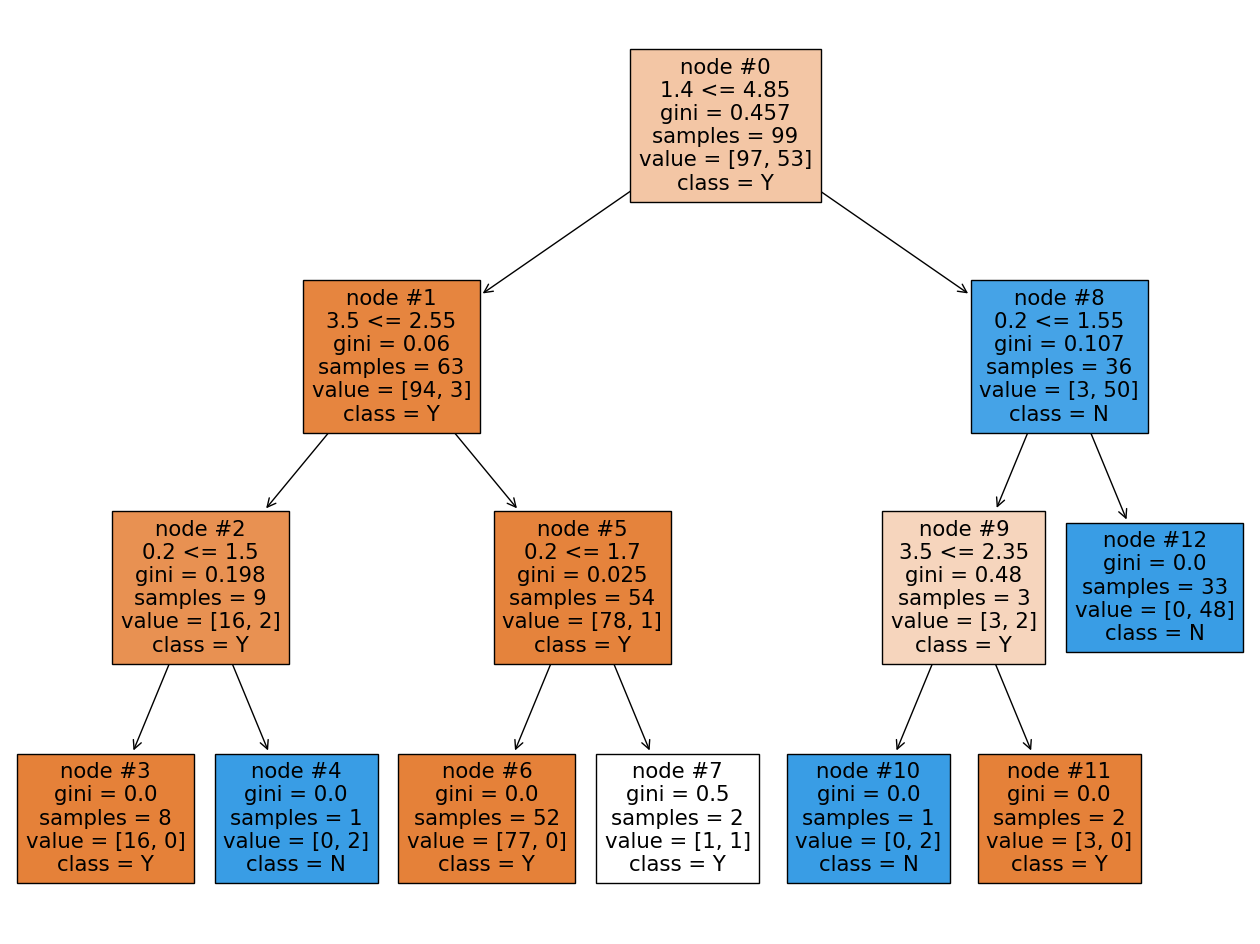 node #0
1.4 <= 4.85
gini = 0.457
samples = 99
value = [97, 53]
class = Y
node #1
3.5 <= 2.55
gini = 0.06
samples = 63
value = [94, 3]
class = Y
node #8
0.2 <= 1.55
gini = 0.107
samples = 36
value = [3, 50]
class = N
node #2
0.2 <= 1.5
gini = 0.198
samples = 9
value = [16, 2]
class = Y
node #5
0.2 <= 1.7
gini = 0.025
samples = 54
value = [78, 1]
class = Y
node #9
3.5 <= 2.35
gini = 0.48
samples = 3
value = [3, 2]
class = Y
node #12
gini = 0.0
samples = 33
value = [0, 48]
class = N
node #3
gini = 0.0
samples = 8
value = [16, 0]
class = Y
node #4
gini = 0.0
samples = 1
value = [0, 2]
class = N
node #6
gini = 0.0
samples = 52
value = [77, 0]
class = Y
node #7
gini = 0.5
samples = 2
value = [1, 1]
class = Y
node #10
gini = 0.0
samples = 1
value = [0, 2]
class = N
node #11
gini = 0.0
samples = 2
value = [3, 0]
class = Y